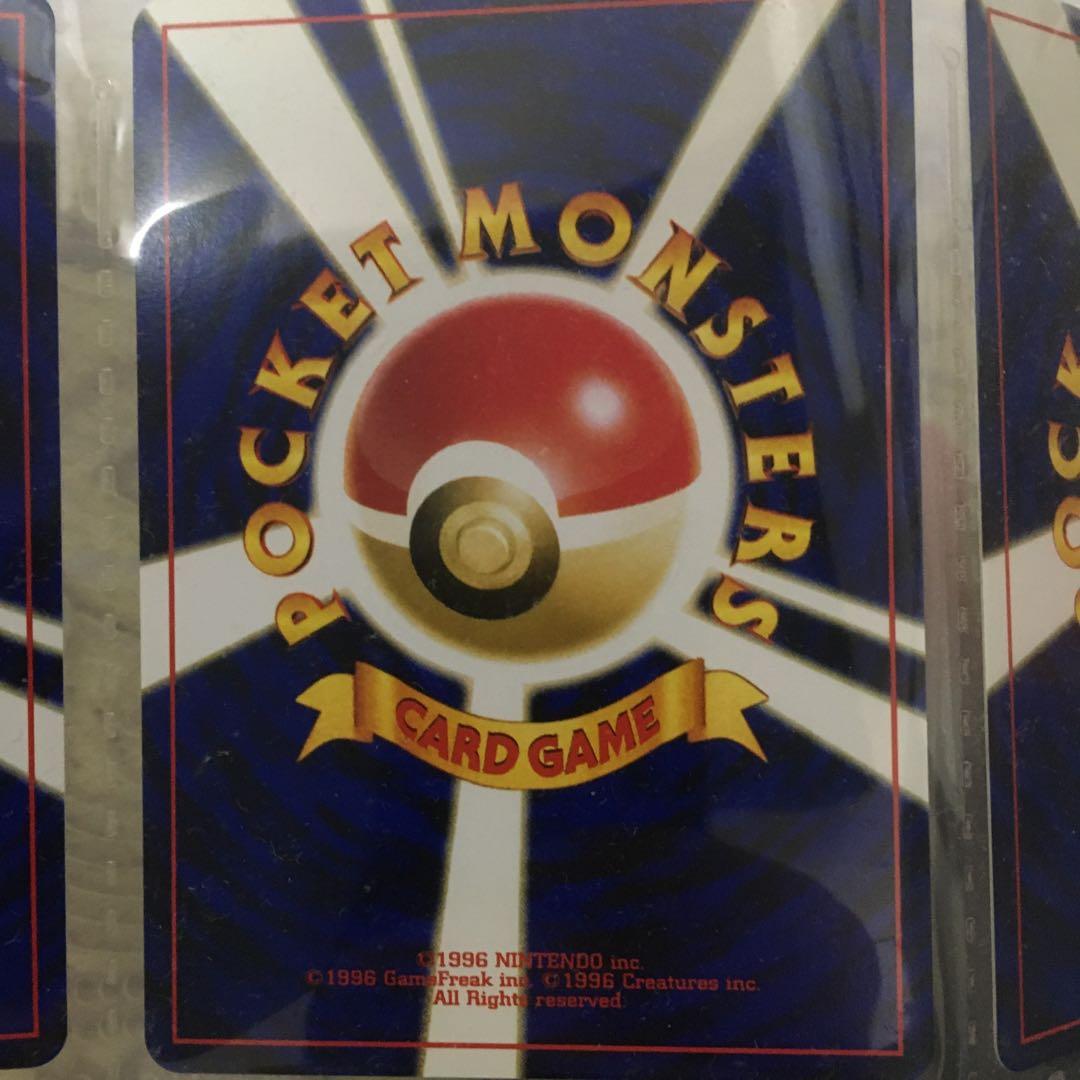 POCKET MONSTERS
CARD GAME
©1996 NINTENDO inc.
©1996 GameFreak inc. ©1996 Creatures inc.
All Rights reserved.